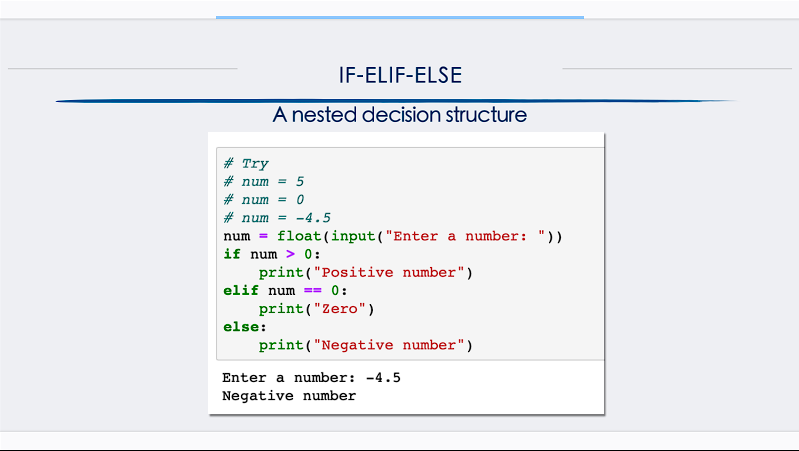 IF-ELIF-ELSE
A nested decision structure
# Try
# num = 5
# num = 0
# num = -4.5
num = float(input("Enter a number: "))
if num > 0:
    print("Positive number")
elif num == 0:
    print("Zero")
else:
    print("Negative number")
Enter a number: -4.5
Negative number